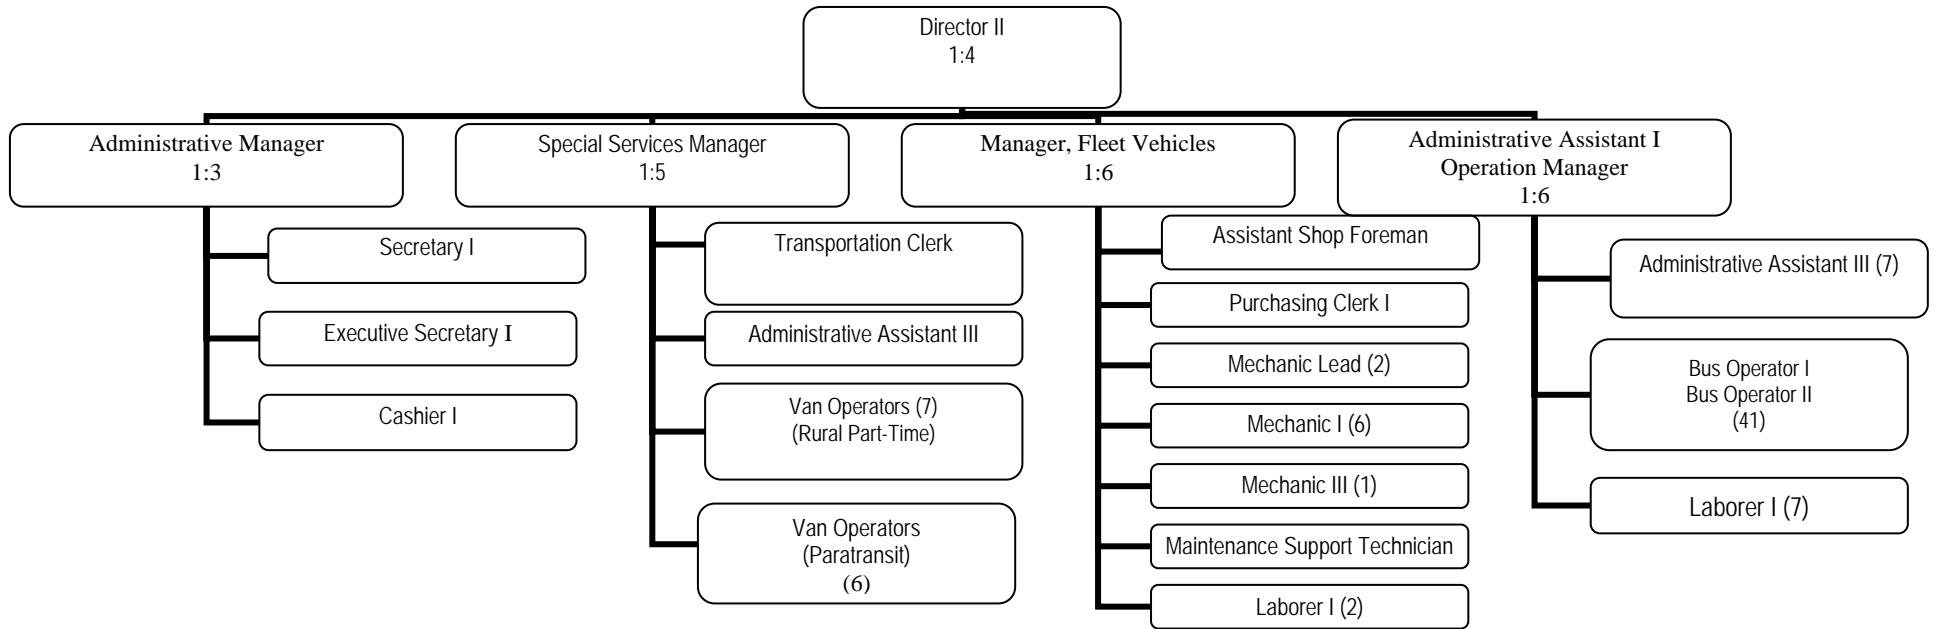 Director II
1:4
Administrative Manager
1:3
Special Services Manager
1:5
Manager, Fleet Vehicles
1:6
Administrative Assistant I
Operation Manager
1:6
Secretary I
Executive Secretary I
Cashier I
Transportation Clerk
Administrative Assistant III
Van Operators (7)
(Rural Part-Time)
Van Operators
(Paratransit)
(6)
Assistant Shop Foreman
Purchasing Clerk I
Mechanic Lead (2)
Mechanic I (6)
Mechanic III (1)
Maintenance Support Technician
Laborer I (2)
Administrative Assistant III (7)
Bus Operator I
Bus Operator II
(41)
Laborer I (7)